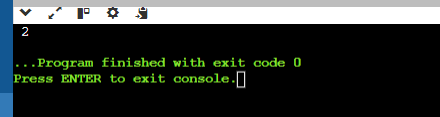 2
...Program finished with exit code 0
Press ENTER to exit console.